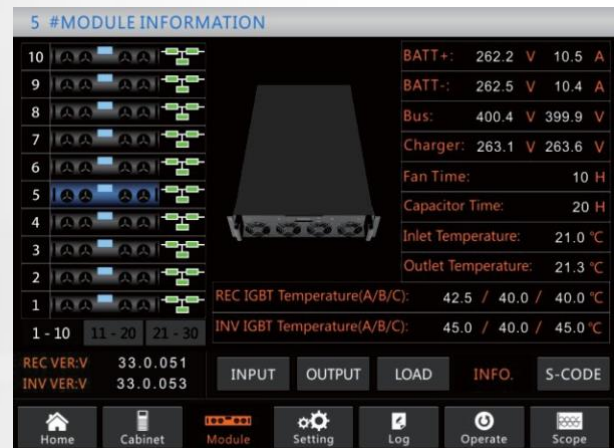 5 #MODULE INFORMATION
10
9
8
7
6
5
4
3
2
1
1 - 10 11 - 20 21 - 30
BATT+: 262.2 V 10.5 A
BATT-: 262.5 V 10.4 A
Bus: 400.4 V 399.9 V
Charger: 263.1 V 263.6 V
Fan Time: 10 H
Capacitor Time: 20 H
Inlet Temperature: 21.0 ℃
Outlet Temperature: 21.3 ℃
REC IGBT Temperature(A/B/C): 42.5 / 40.0 / 40.0 ℃
INV IGBT Temperature(A/B/C): 45.0 / 40.0 / 45.0 ℃
REC VER:V 33.0.051
INV VER:V 33.0.053
INPUT OUTPUT LOAD INFO. S-CODE
Home Cabinet Module Setting Log Operate Scope